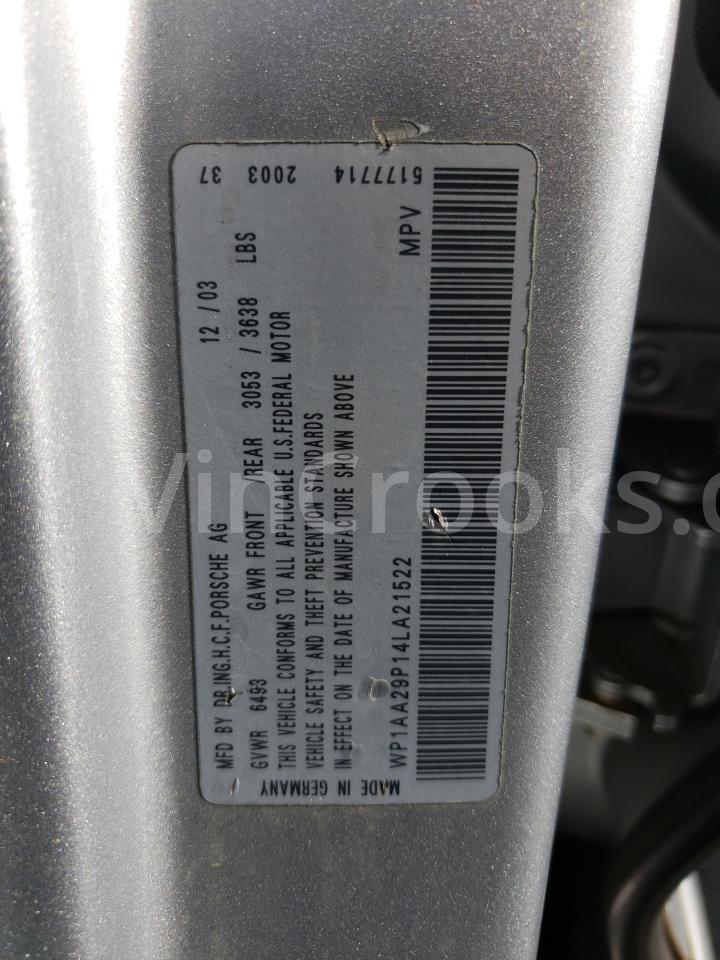 MFD BY DR.ING.H.C.F.PORSCHE AG 12 / 03 37
GVWR 6493 GAWR FRONT /REAR 3053 / 3638 LBS
THIS VEHICLE CONFORMS TO ALL APPLICABLE U.S.FEDERAL MOTOR 2003
VEHICLE SAFETY AND THEFT PREVENTION STANDARDS
IN EFFECT ON THE DATE OF MANUFACTURE SHOWN ABOVE 5177714
WP1AA29P14LA21522 MPV
MADE IN GERMANY
VinCrooks.c